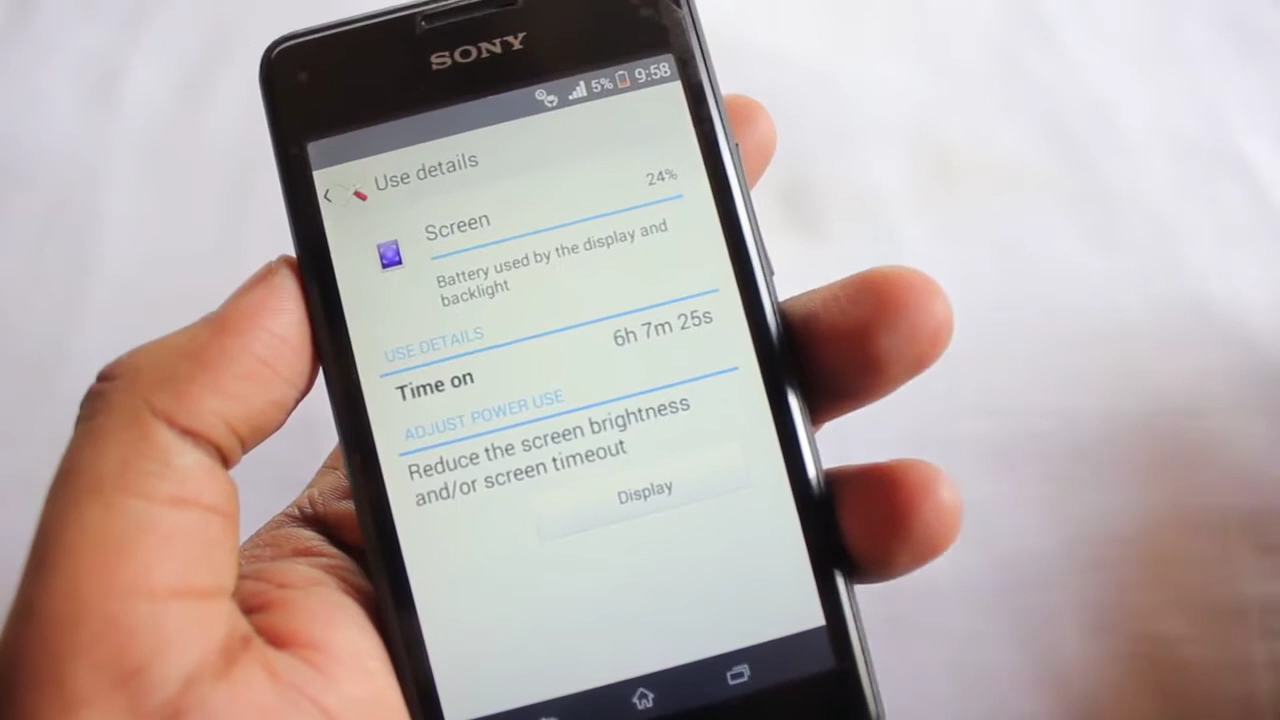 SONY
5% 9:58
Use details
Screen 24%
Battery used by the display and
backlight
USE DETAILS
Time on 6h 7m 25s
ADJUST POWER USE
Reduce the screen brightness
and/or screen timeout
Display